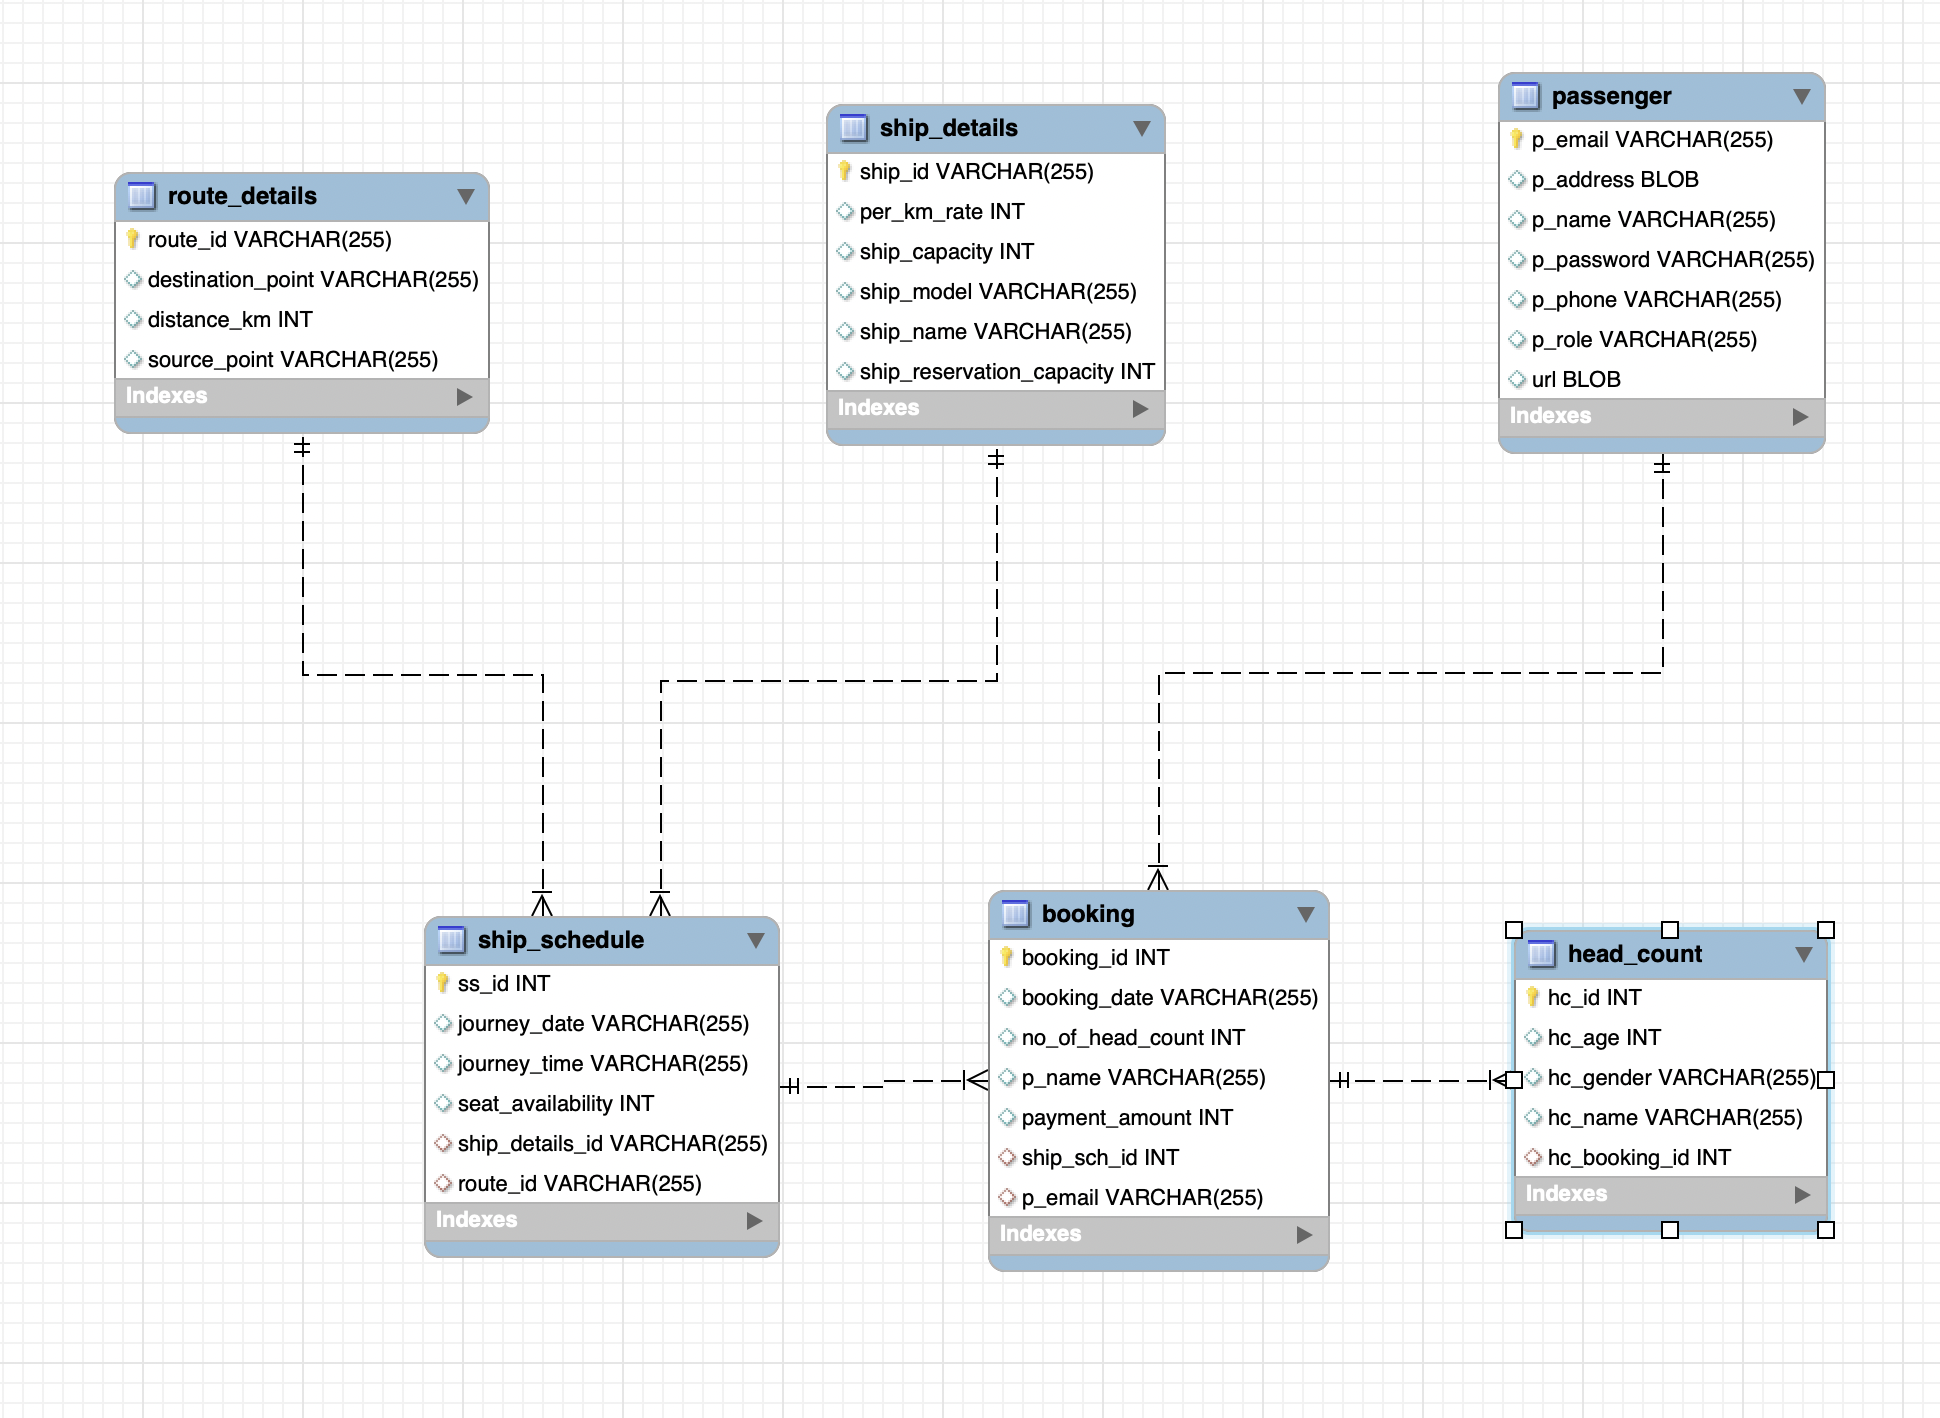 route_details
route_id VARCHAR(255)
destination_point VARCHAR(255)
distance_km INT
source_point VARCHAR(255)
Indexes
ship_details
ship_id VARCHAR(255)
per_km_rate INT
ship_capacity INT
ship_model VARCHAR(255)
ship_name VARCHAR(255)
ship_reservation_capacity INT
Indexes
passenger
p_email VARCHAR(255)
p_address BLOB
p_name VARCHAR(255)
p_password VARCHAR(255)
p_phone VARCHAR(255)
p_role VARCHAR(255)
url BLOB
Indexes
ship_schedule
ss_id INT
journey_date VARCHAR(255)
journey_time VARCHAR(255)
seat_availability INT
ship_details_id VARCHAR(255)
route_id VARCHAR(255)
Indexes
booking
booking_id INT
booking_date VARCHAR(255)
no_of_head_count INT
p_name VARCHAR(255)
payment_amount INT
ship_sch_id INT
p_email VARCHAR(255)
Indexes
head_count
hc_id INT
hc_age INT
hc_gender VARCHAR(255)
hc_name VARCHAR(255)
hc_booking_id INT
Indexes